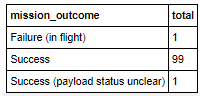 mission_outcome total
Failure (in flight) 1
Success 99
Success (payload status unclear) 1